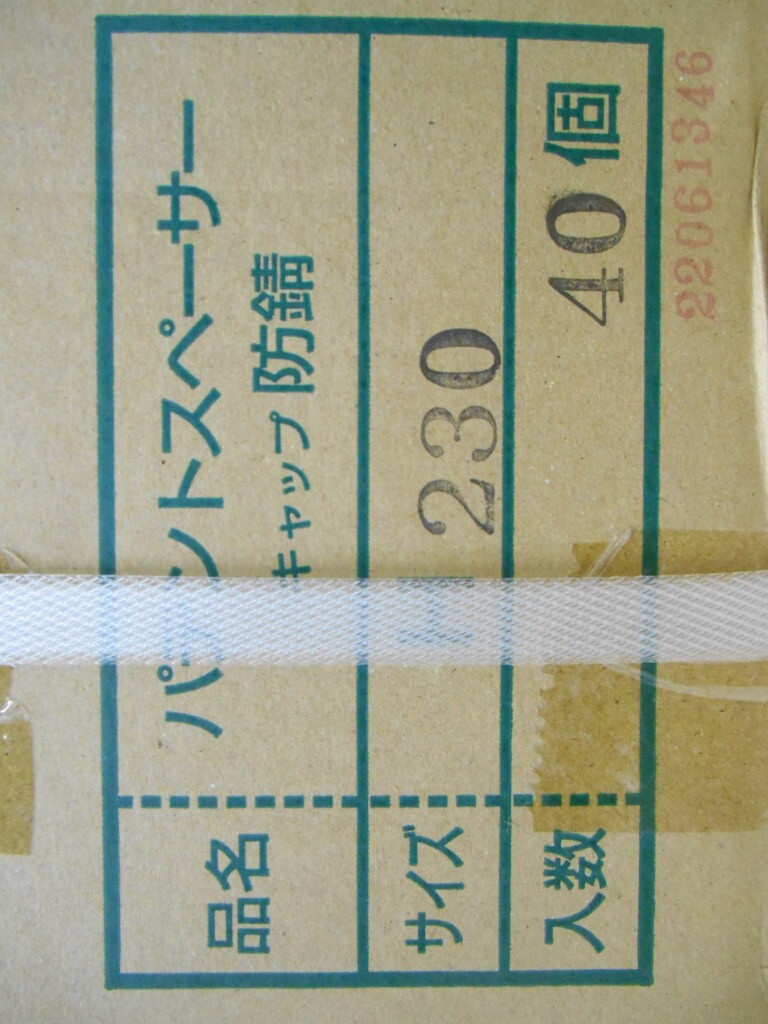 品名 パテントスペーサー
キャップ防錆
サイズ H 230
入数 40個
22061346